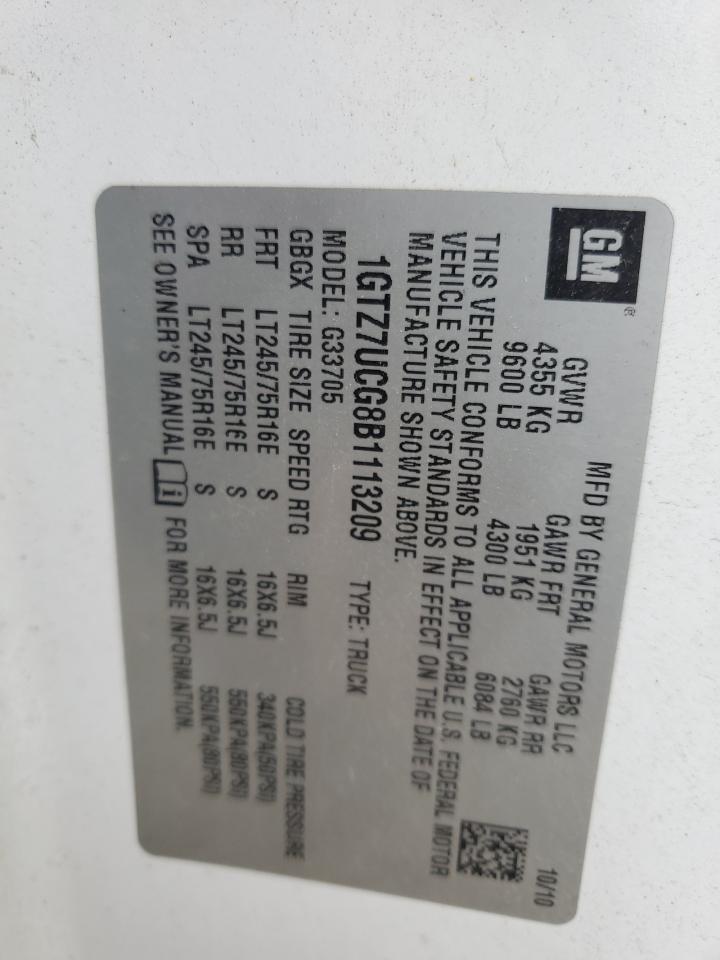 GM®
MFD BY GENERAL MOTORS LLC 10/10
GVWR GAWR FRT GAWR RR
4355 KG 1951 KG 2760 KG
9600 LB 4300 LB 6084 LB
THIS VEHICLE CONFORMS TO ALL APPLICABLE U.S. FEDERAL MOTOR
VEHICLE SAFETY STANDARDS IN EFFECT ON THE DATE OF
MANUFACTURE SHOWN ABOVE.
1GTZ7UCG8B1113209 TYPE: TRUCK
MODEL: G33705
GBGX TIRE SIZE SPEED RTG RIM COLD TIRE PRESSURE
FRT LT245/75R16E S 16X6.5J 340KPA(50PSI)
RR LT245/75R16E S 16X6.5J 550KPA(80PSI)
SPA LT245/75R16E S 16X6.5J 550KPA(80PSI)
SEE OWNER'S MANUAL i FOR MORE INFORMATION.